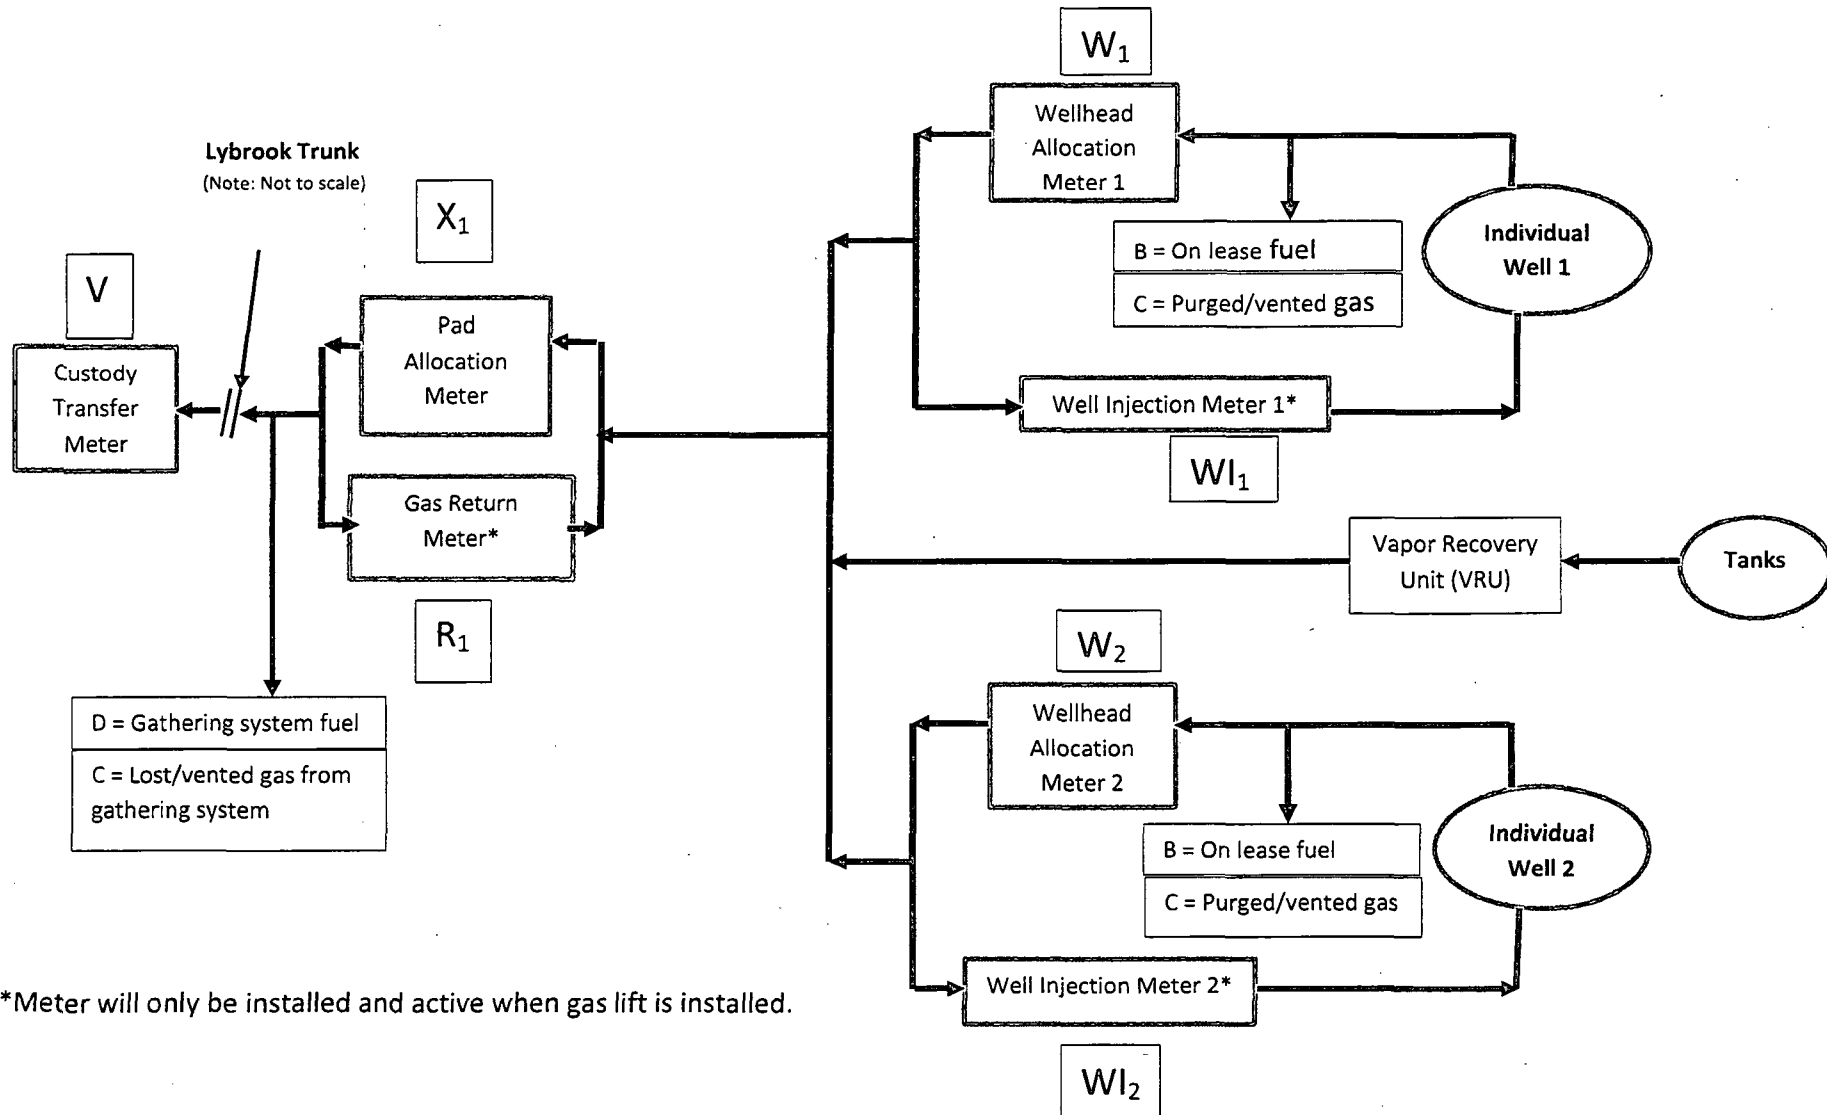 W₁
Wellhead
Allocation
Meter 1
Lybrook Trunk
(Note: Not to scale)
X₁
B = On lease fuel
C = Purged/vented gas
Individual
Well 1
V
Pad
Allocation
Meter
Custody
Transfer
Meter
Well Injection Meter 1*
WI₁
Gas Return
Meter*
R₁
Vapor Recovery
Unit (VRU)
Tanks
W₂
Wellhead
Allocation
Meter 2
D = Gathering system fuel
C = Lost/vented gas from
gathering system
B = On lease fuel
C = Purged/vented gas
Individual
Well 2
Well Injection Meter 2*
WI₂
*Meter will only be installed and active when gas lift is installed.